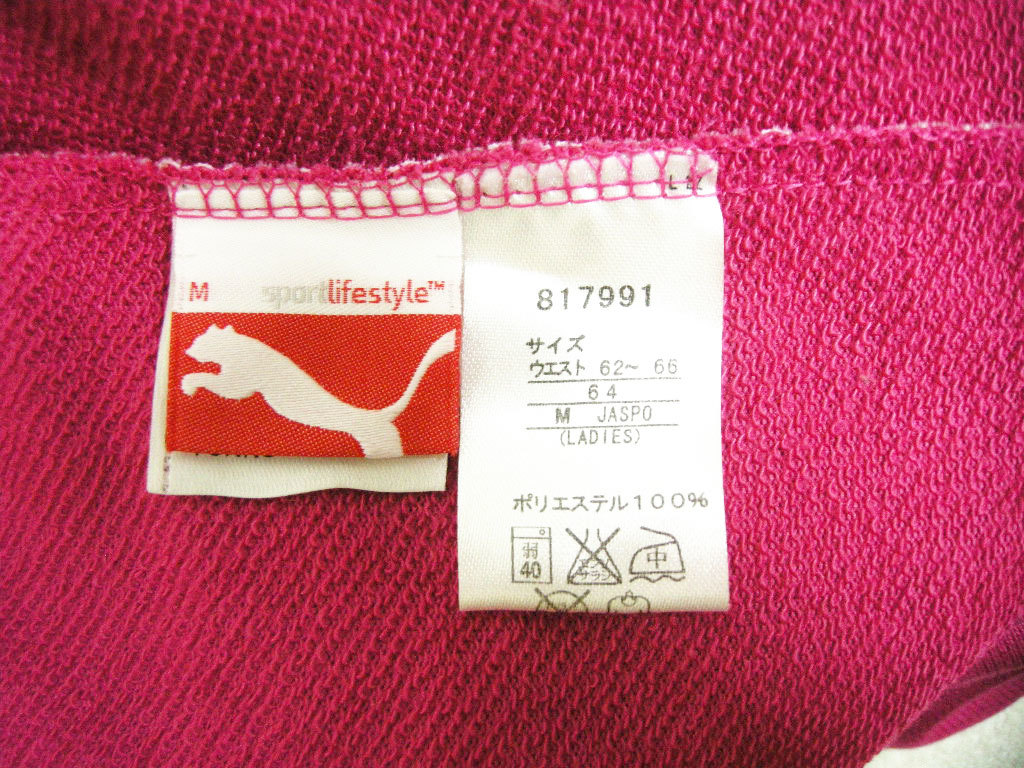 M sportlifestyle™
817991
サイズ
ウエスト 62〜 66
64
M JASPO
(LADIES)
ポリエステル100%
弱 中
40